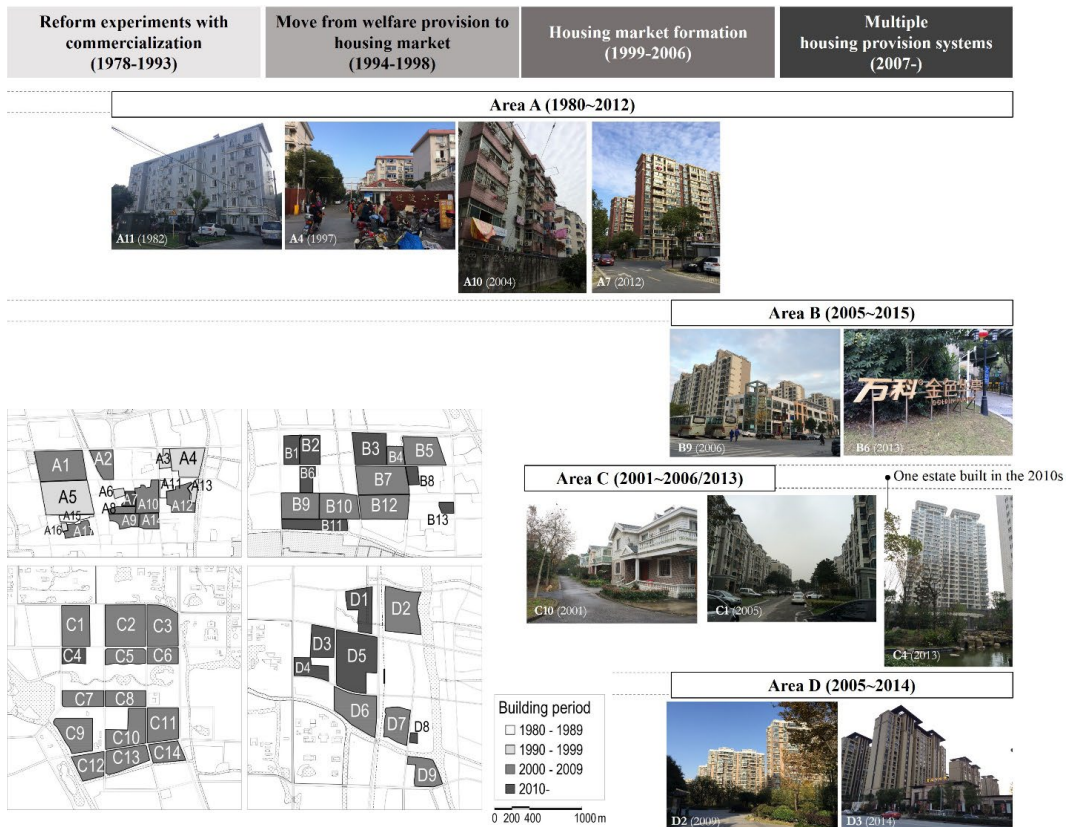 Reform experiments with
commercialization
(1978-1993)
Move from welfare provision to
housing market
(1994-1998)
Housing market formation
(1999-2006)
Multiple
housing provision systems
(2007-)
Area A (1980~2012)
A11 (1982)
A4 (1997)
A10 (2004)
A7 (2012)
Area B (2005~2015)
B9 (2006)
万科 金色
B6 (2013)
Area C (2001~2006/2013)
One estate built in the 2010s
C10 (2001)
C1 (2005)
C4 (2013)
Area D (2005~2014)
D2 (2009)
D3 (2014)
A1
A2
A3
A4
A5
A6
A7
A8
A9
A10
A11
A12
A13
A14
A15
A16
B1
B2
B3
B4
B5
B6
B7
B8
B9
B10
B11
B12
B13
C1
C2
C3
C4
C5
C6
C7
C8
C9
C10
C11
C12
C13
C14
D1
D2
D3
D4
D5
D6
D7
D8
D9
Building period
1980 - 1989
1990 - 1999
2000 - 2009
2010-
0 200 400 1000 m